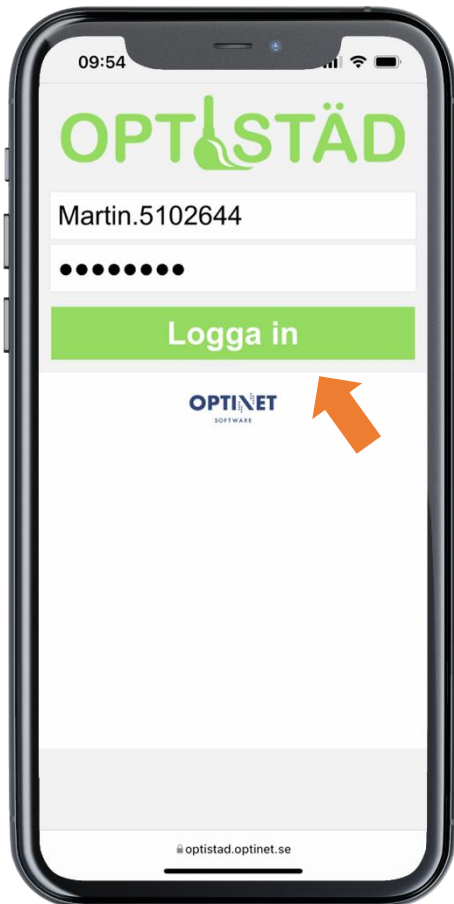 09:54
OPTISTÄD
Martin.5102644
●●●●●●●●
Logga in
OPTINET
SOFTWARE
optistad.optinet.se